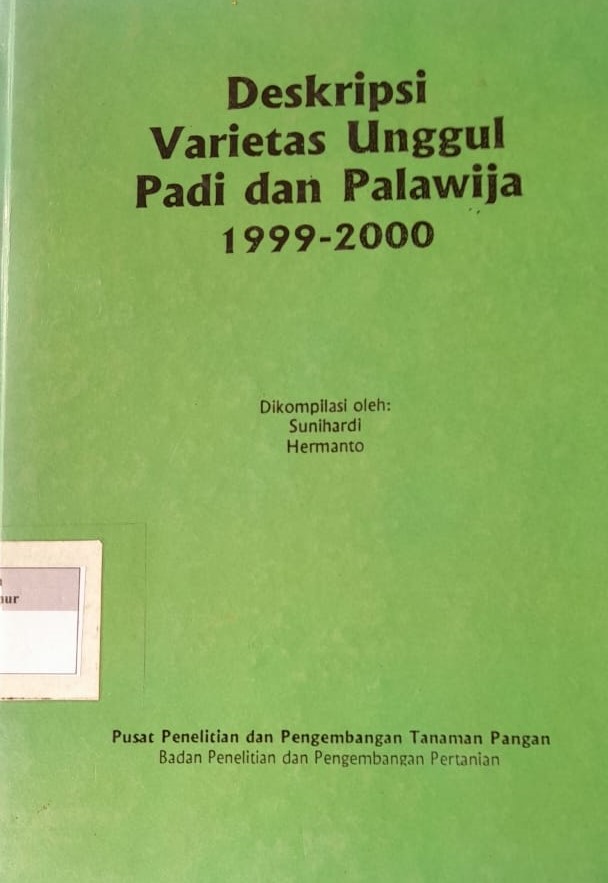 Deskripsi
Varietas Unggul
Padi dan Palawija
1999-2000
Dikompilasi oleh:
Sunihardi
Hermanto
Pusat Penelitian dan Pengembangan Tanaman Pangan
Badan Penelitian dan Pengembangan Pertanian